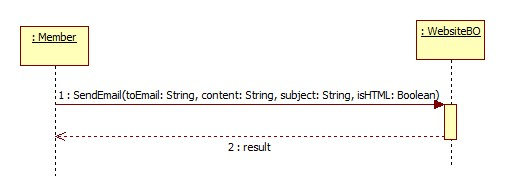 : Member
: WebsiteBO
1 : SendEmail(toEmail: String, content: String, subject: String, isHTML: Boolean)
2 : result